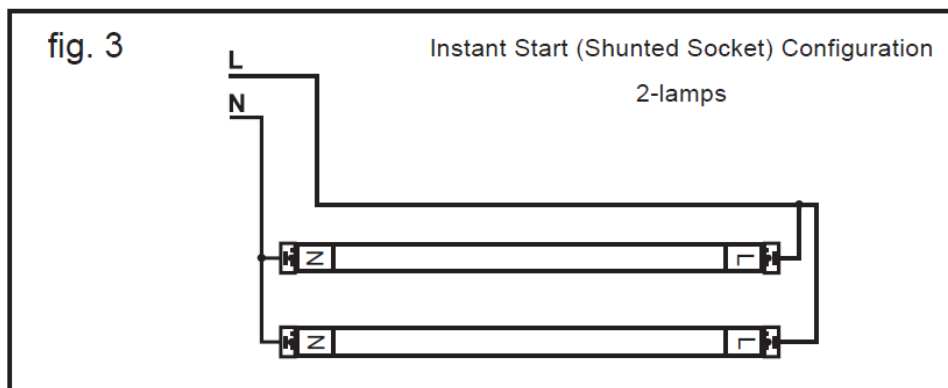 fig. 3
Instant Start (Shunted Socket) Configuration
2-lamps
L
N
N
L
N
L